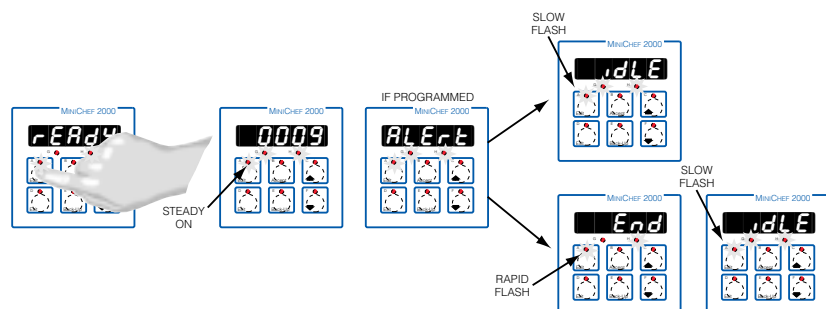 MINICHEF 2000
rEAdY
MINICHEF 2000
0009
STEADY
ON
IF PROGRAMMED
MINICHEF 2000
ALErt
SLOW
FLASH
MINICHEF 2000
idLE
MINICHEF 2000
End
RAPID
FLASH
SLOW
FLASH
MINICHEF 2000
idLE